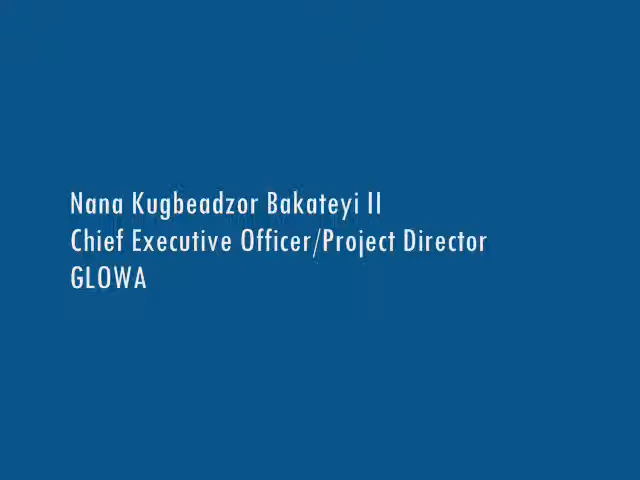 Nana Kugbeadzor Bakateyi II
Chief Executive Officer/Project Director
GLOWA